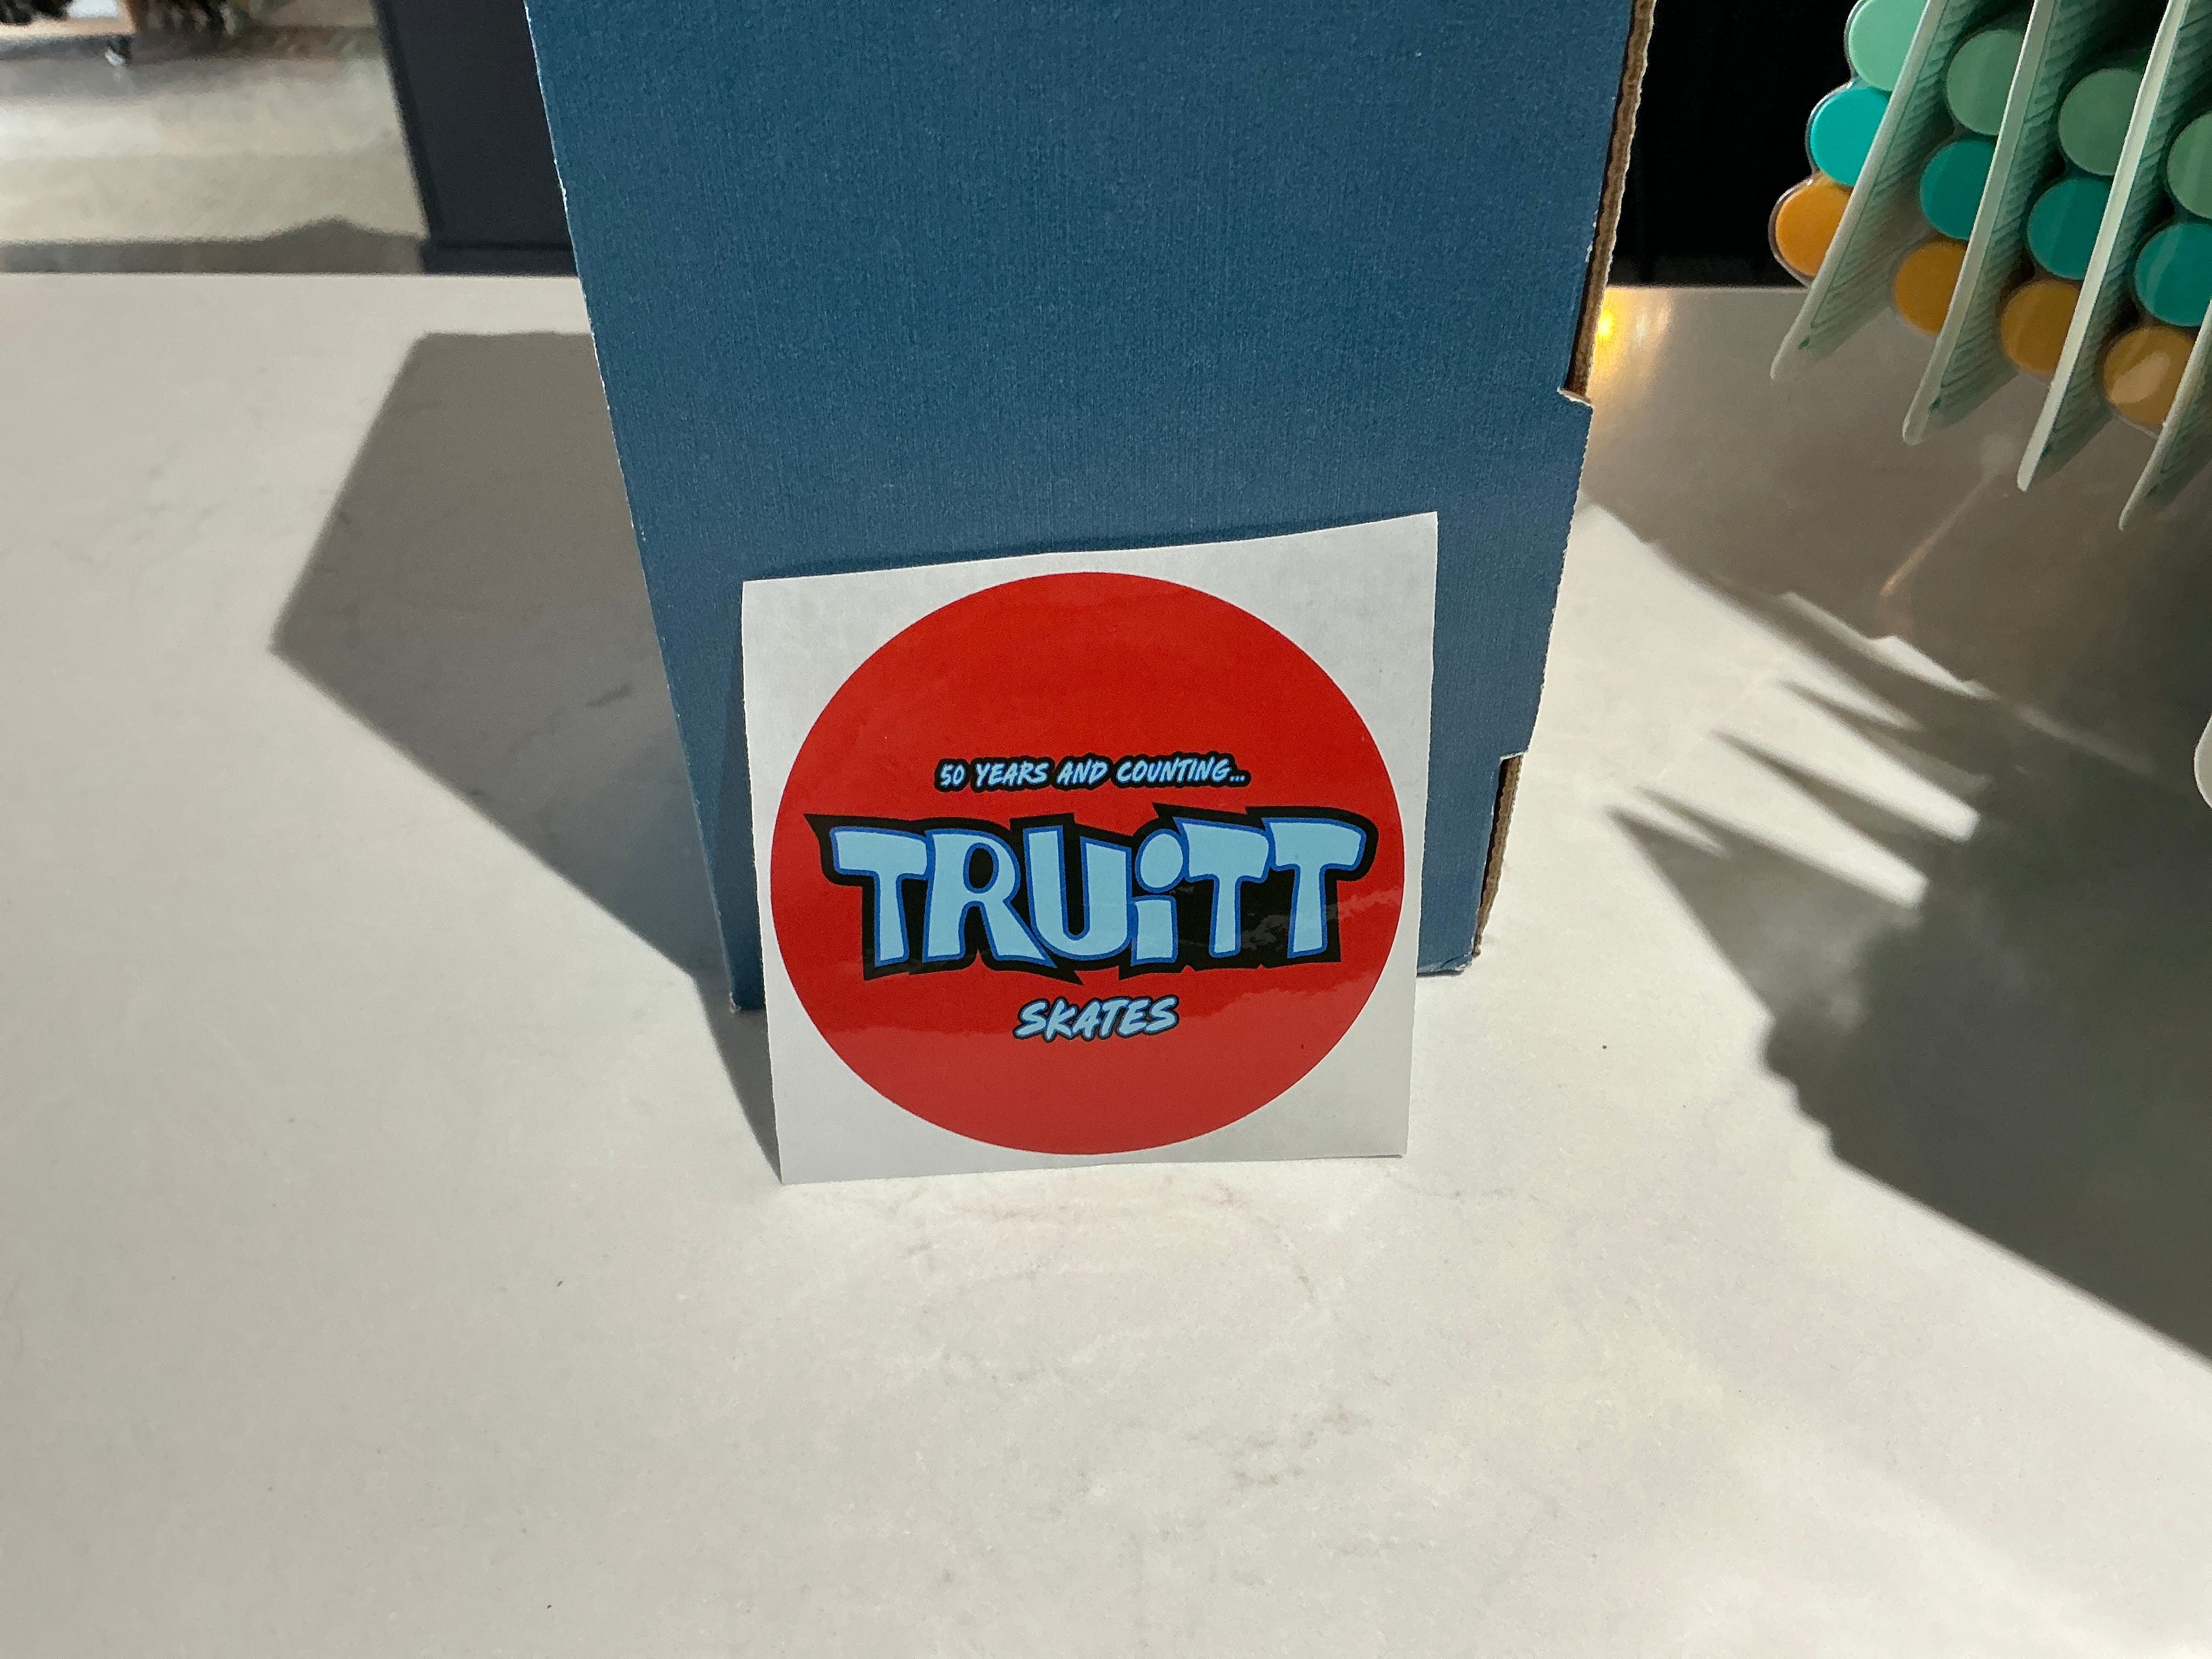 50 YEARS AND COUNTING...
TRUiTT
SKATES